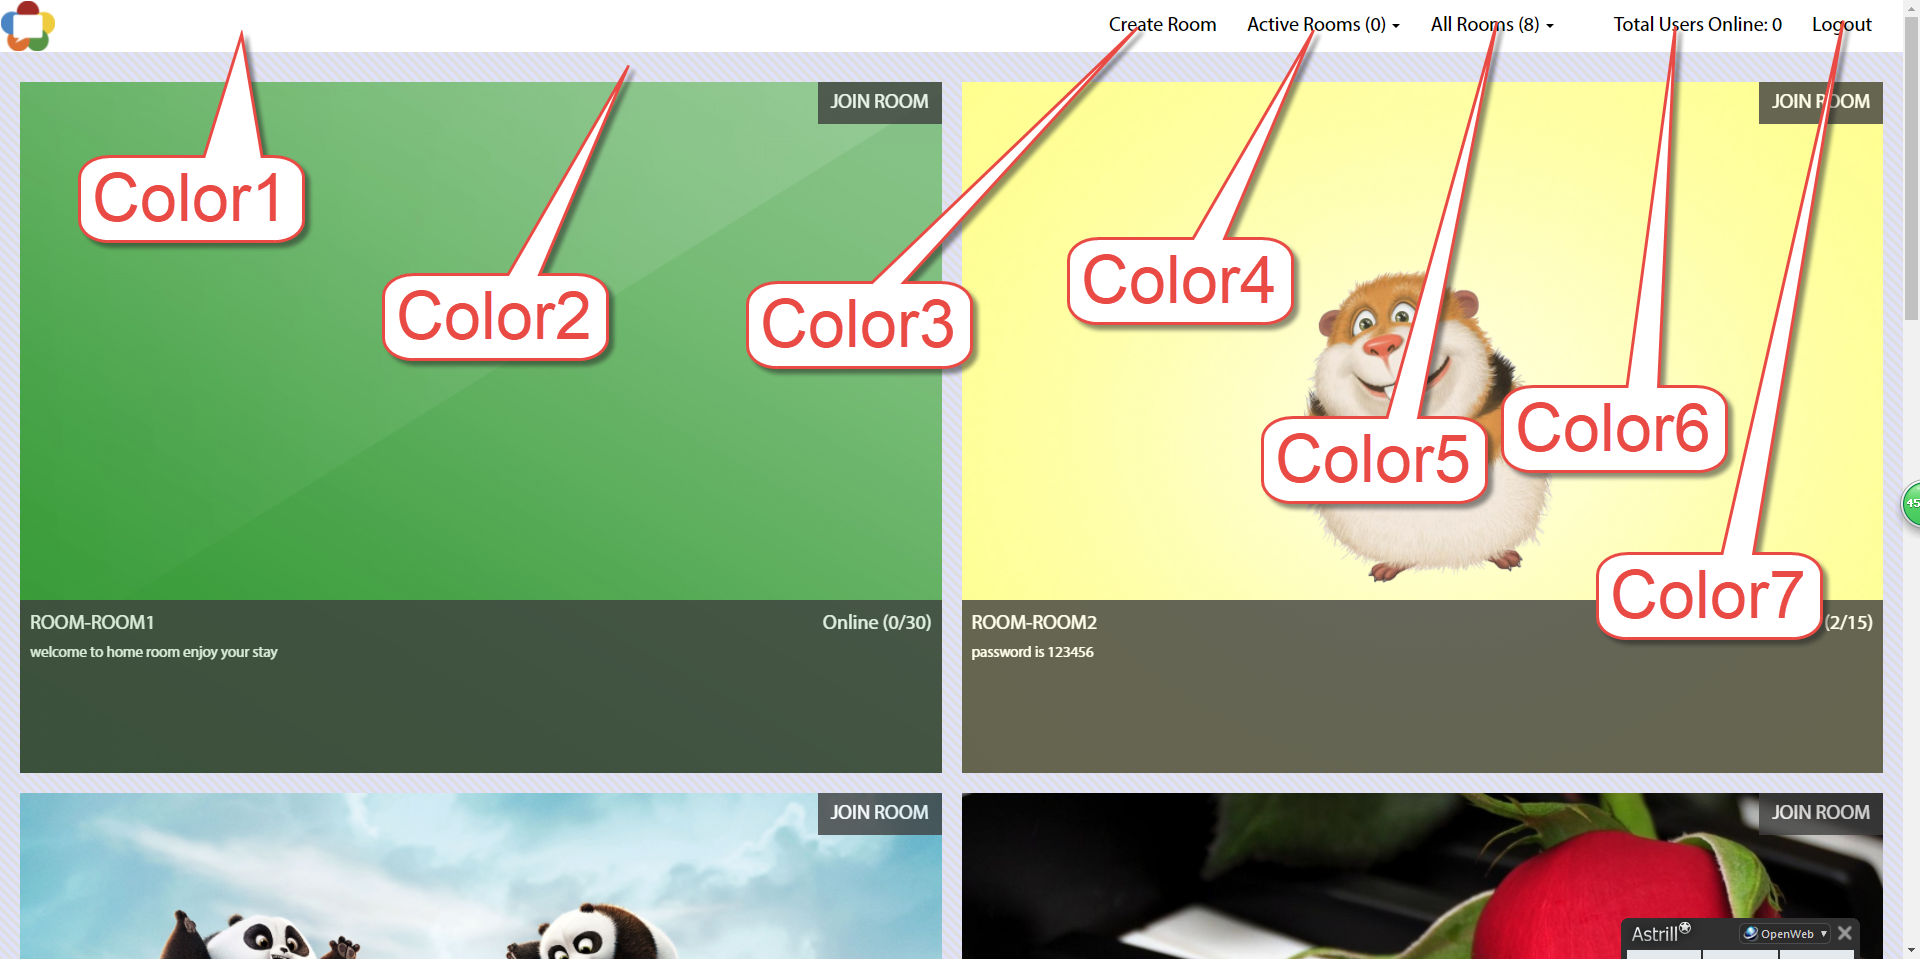 Create Room
Active Rooms (0)
All Rooms (8)
Total Users Online: 0
Logout
JOIN ROOM
JOIN ROOM
Color1
Color2
Color3
Color4
Color5
Color6
Color7
45
ROOM-ROOM1
Online (0/30)
welcome to home room enjoy your stay
ROOM-ROOM2
(2/15)
password is 123456
JOIN ROOM
JOIN ROOM
Astrill
OpenWeb